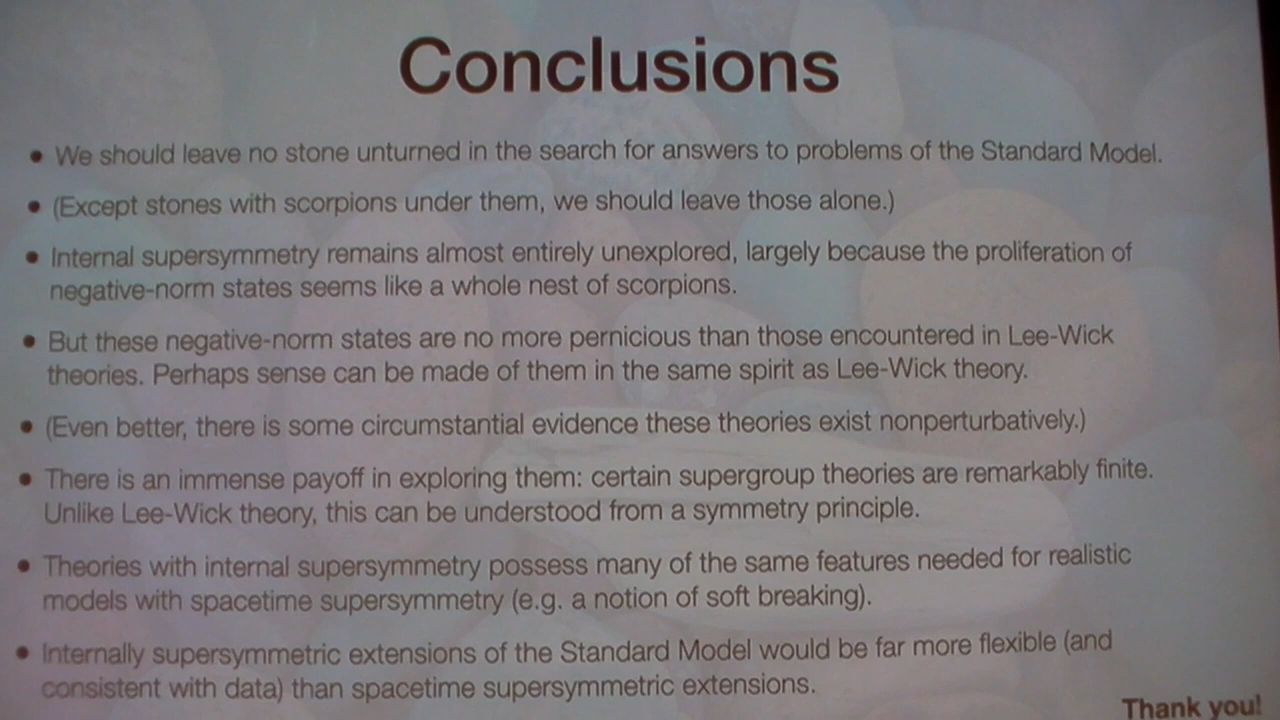 Conclusions
• We should leave no stone unturned in the search for answers to problems of the Standard Model.
• (Except stones with scorpions under them, we should leave those alone.)
• Internal supersymmetry remains almost entirely unexplored, largely because the proliferation of
negative-norm states seems like a whole nest of scorpions.
• But these negative-norm states are no more pernicious than those encountered in Lee-Wick
theories. Perhaps sense can be made of them in the same spirit as Lee-Wick theory.
• (Even better, there is some circumstantial evidence these theories exist nonperturbatively.)
• There is an immense payoff in exploring them: certain supergroup theories are remarkably finite.
Unlike Lee-Wick theory, this can be understood from a symmetry principle.
• Theories with internal supersymmetry possess many of the same features needed for realistic
models with spacetime supersymmetry (e.g. a notion of soft breaking).
• Internally supersymmetric extensions of the Standard Model would be far more flexible (and
consistent with data) than spacetime supersymmetric extensions.
Thank you!